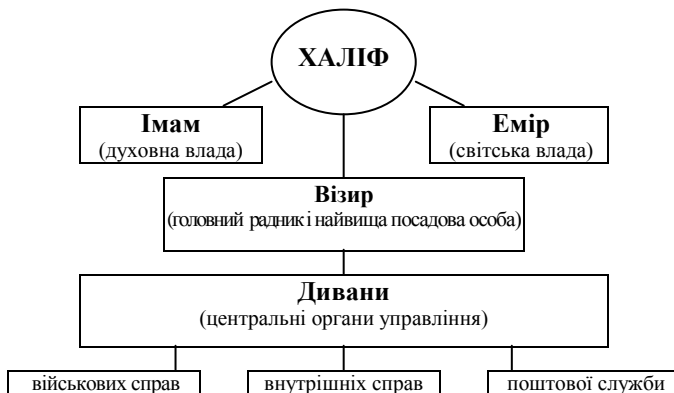 ХАЛІФ
Імам
(духовна влада)
Емір
(світська влада)
Візир
(головний радник і найвища посадова особа)
Дивани
(центральні органи управління)
військових справ
внутрішніх справ
поштової служби